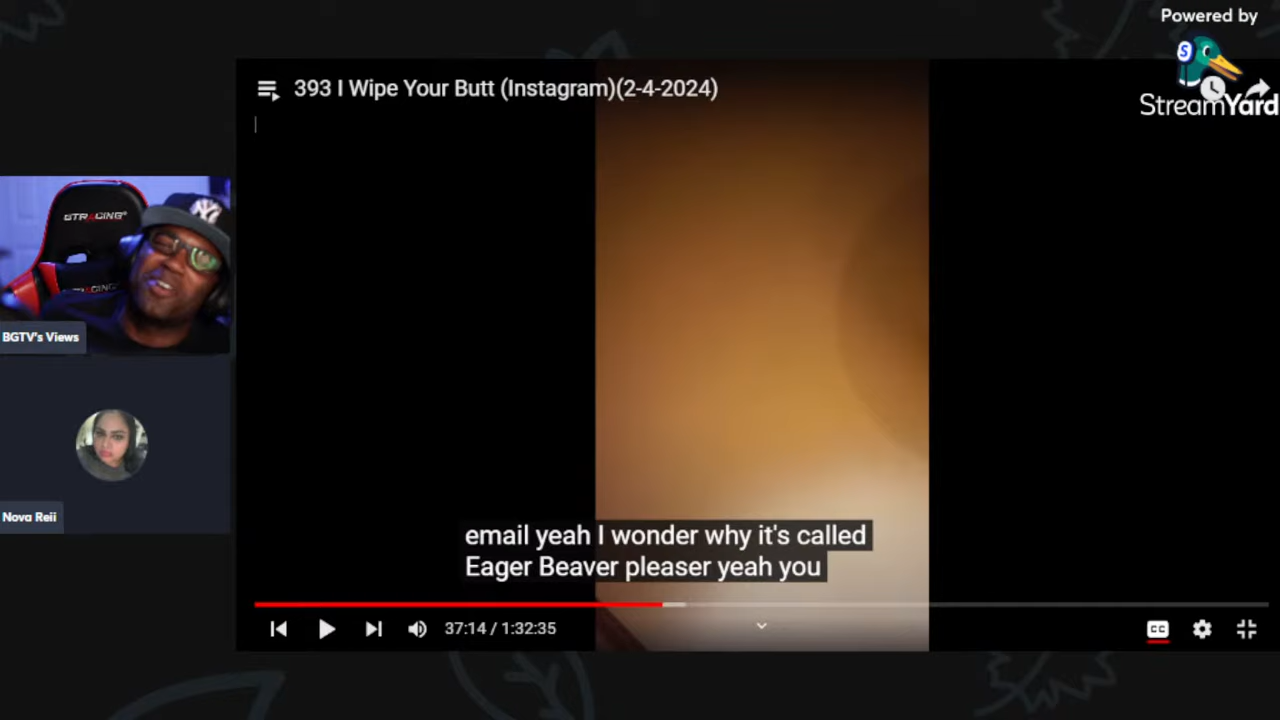 Powered by
StreamYard
393 I Wipe Your Butt (Instagram)(2-4-2024)
GTRACING
BGTV's Views
Nova Reii
email yeah I wonder why it's called
Eager Beaver pleaser yeah you
37:14 / 1:32:35
CC